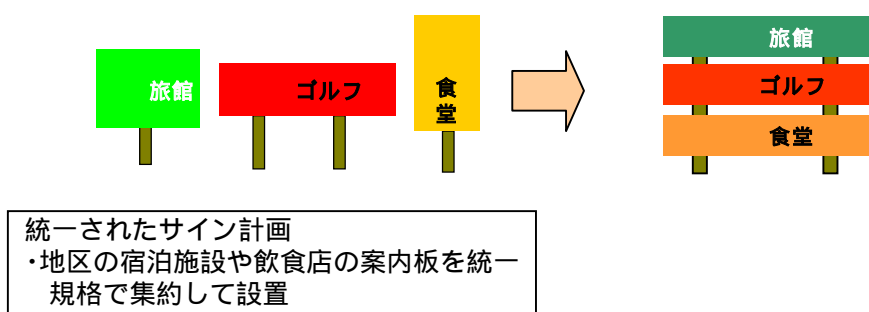 旅館
ゴルフ
食
堂
旅館
ゴルフ
食堂
統一されたサイン計画
・地区の宿泊施設や飲食店の案内板を統一
規格で集約して設置